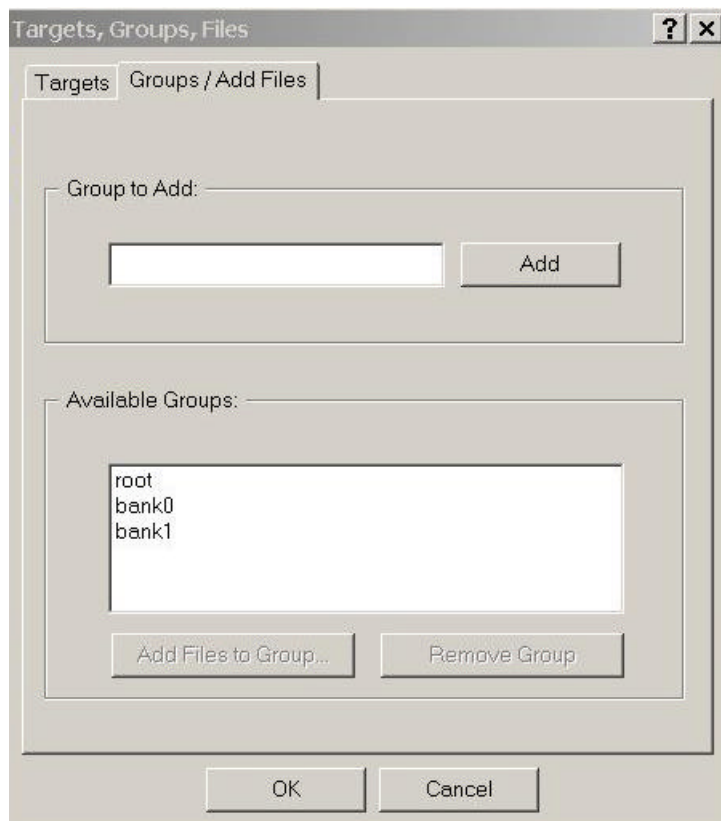 Targets, Groups, Files
Targets
Groups / Add Files
Group to Add:
Add
Available Groups:
root
bank0
bank1
Add Files to Group...
Remove Group
OK
Cancel